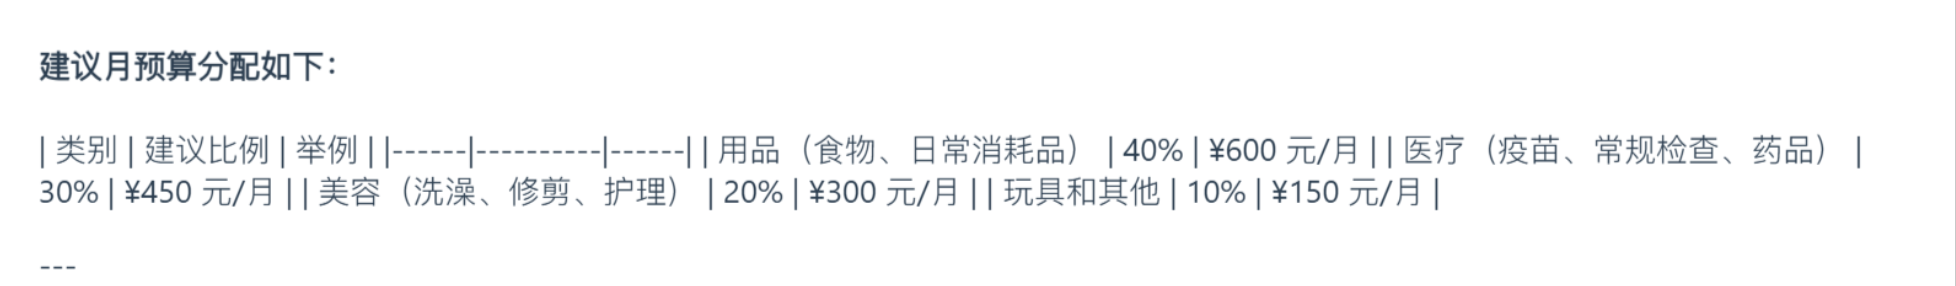 建议月预算分配如下：
| 类别 | 建议比例 | 举例 | |------|----------|------| | 用品（食物、日常消耗品） | 40% | ¥600 元/月 | | 医疗（疫苗、常规检查、药品） |
30% | ¥450 元/月 | | 美容（洗澡、修剪、护理） | 20% | ¥300 元/月 | | 玩具和其他 | 10% | ¥150 元/月 |
---